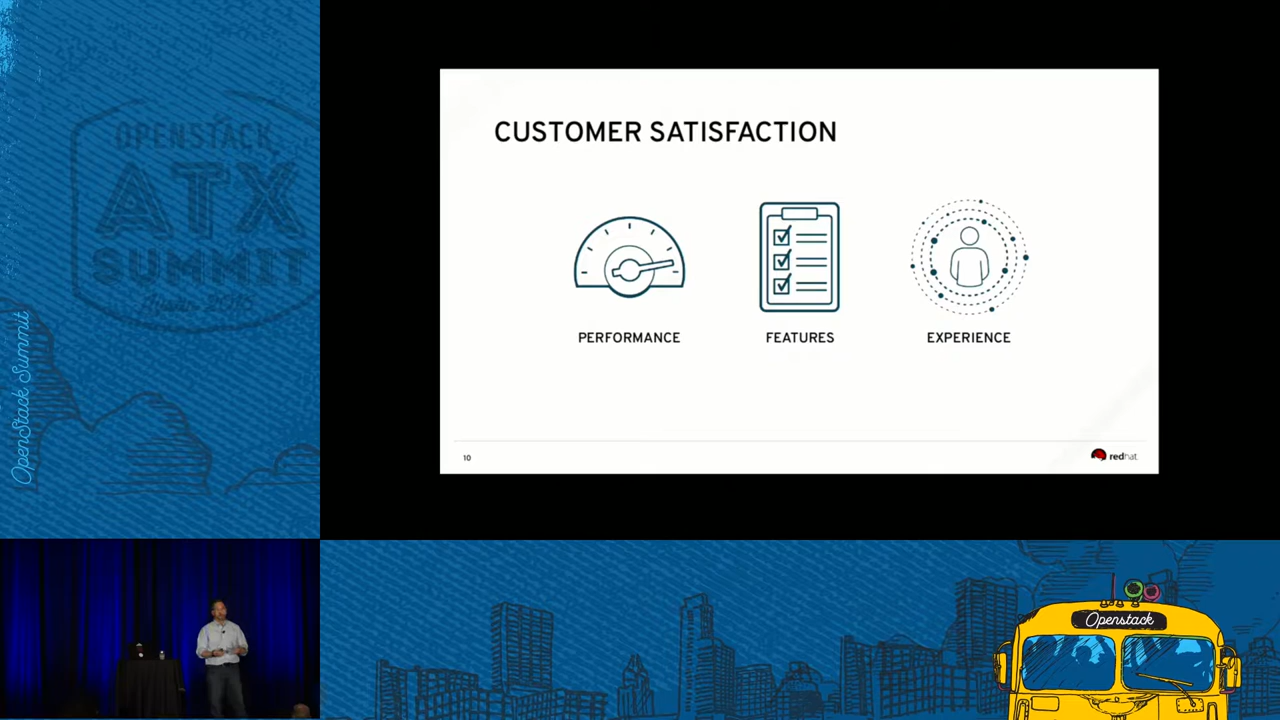 OPENSTACK
ATX
SUMMIT
OpenStack Summit
CUSTOMER SATISFACTION
PERFORMANCE
FEATURES
EXPERIENCE
10
redhat
Openstack